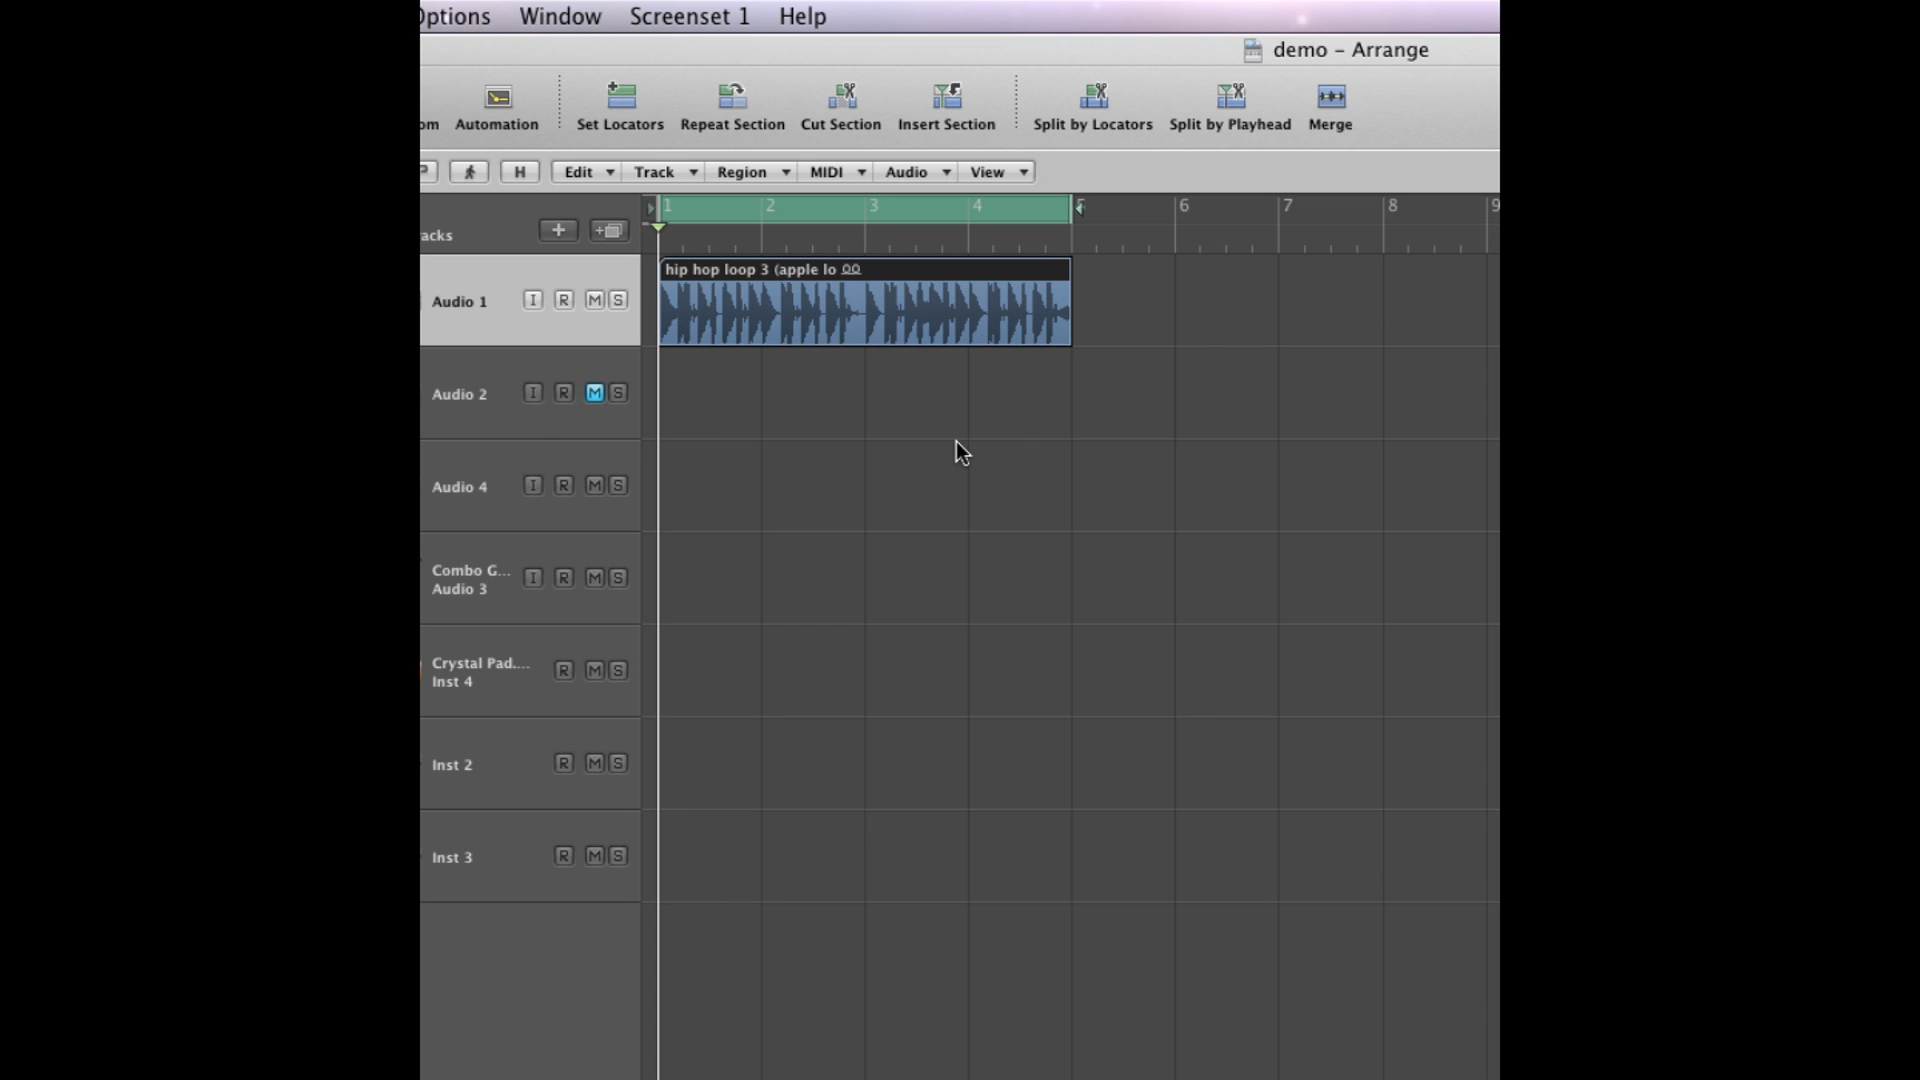 Options Window Screenset 1 Help
demo – Arrange
om Automation Set Locators Repeat Section Cut Section Insert Section Split by Locators Split by Playhead Merge
H Edit Track Region MIDI Audio View
1 2 3 4 5 6 7 8 9
acks
hip hop loop 3 (apple lo
Audio 1 I R M S
Audio 2 I R M S
Audio 4 I R M S
Combo G...
Audio 3 I R M S
Crystal Pad....
Inst 4 R M S
Inst 2 R M S
Inst 3 R M S